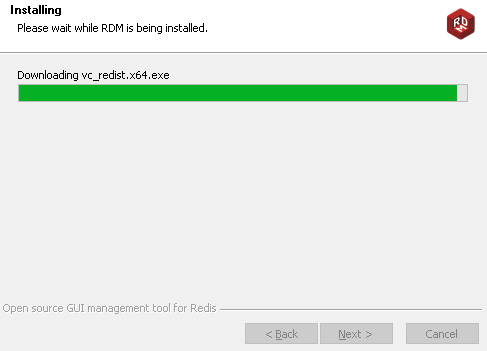 Installing
Please wait while RDM is being installed.
RD
M
Downloading vc_redist.x64.exe
Open source GUI management tool for Redis
< Back
Next >
Cancel